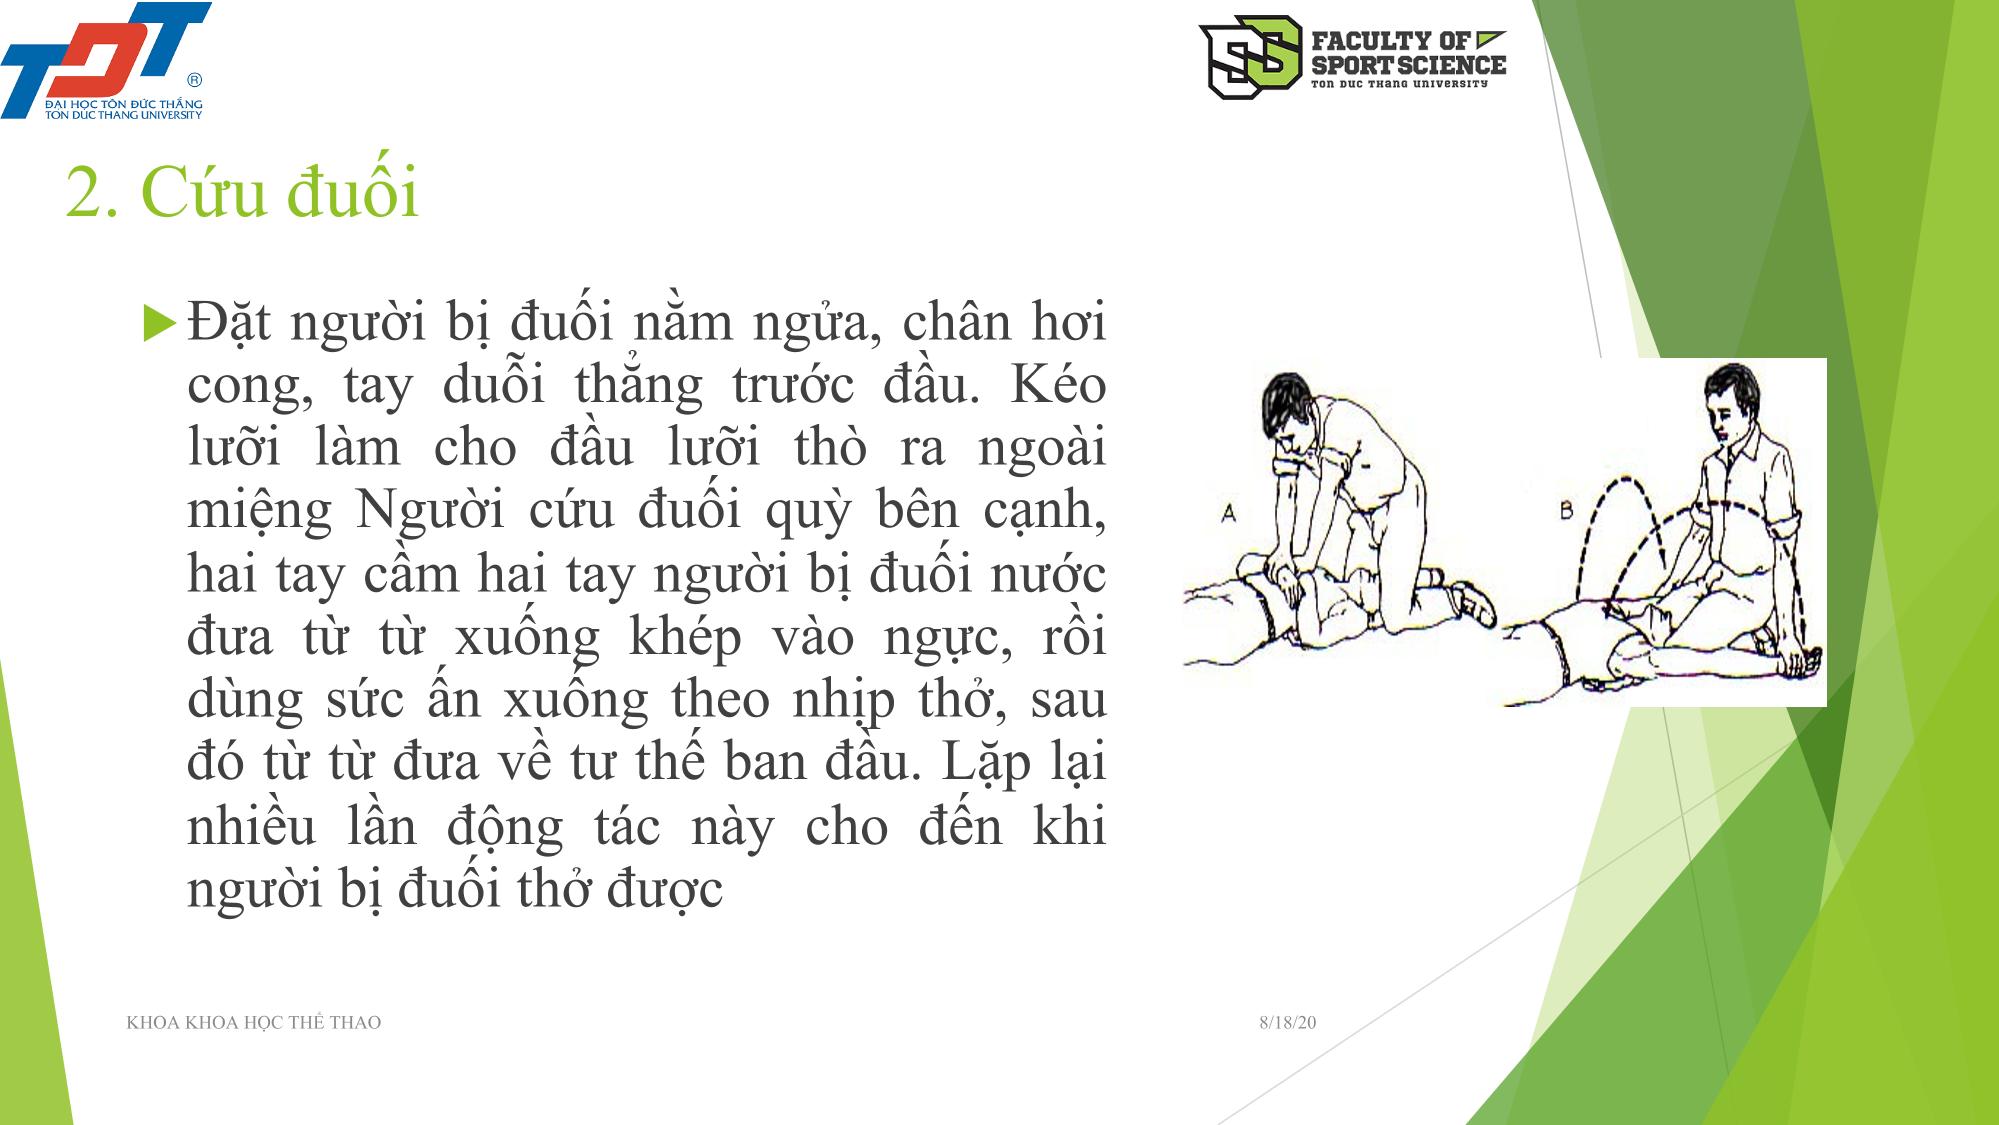 TDT
®
ĐẠI HỌC TÔN ĐỨC THẮNG
TON DUC THANG UNIVERSITY
SS
FACULTY OF
SPORT SCIENCE
TON DUC THANG UNIVERSITY
2. Cứu đuối
Đặt người bị đuối nằm ngửa, chân hơi
cong, tay duỗi thẳng trước đầu. Kéo
lưỡi làm cho đầu lưỡi thò ra ngoài
miệng Người cứu đuối quỳ bên cạnh,
hai tay cầm hai tay người bị đuối nước
đưa từ từ xuống khép vào ngực, rồi
dùng sức ấn xuống theo nhịp thở, sau
đó từ từ đưa về tư thế ban đầu. Lặp lại
nhiều lần động tác này cho đến khi
người bị đuối thở được
A
B
KHOA KHOA HỌC THỂ THAO
8/18/20